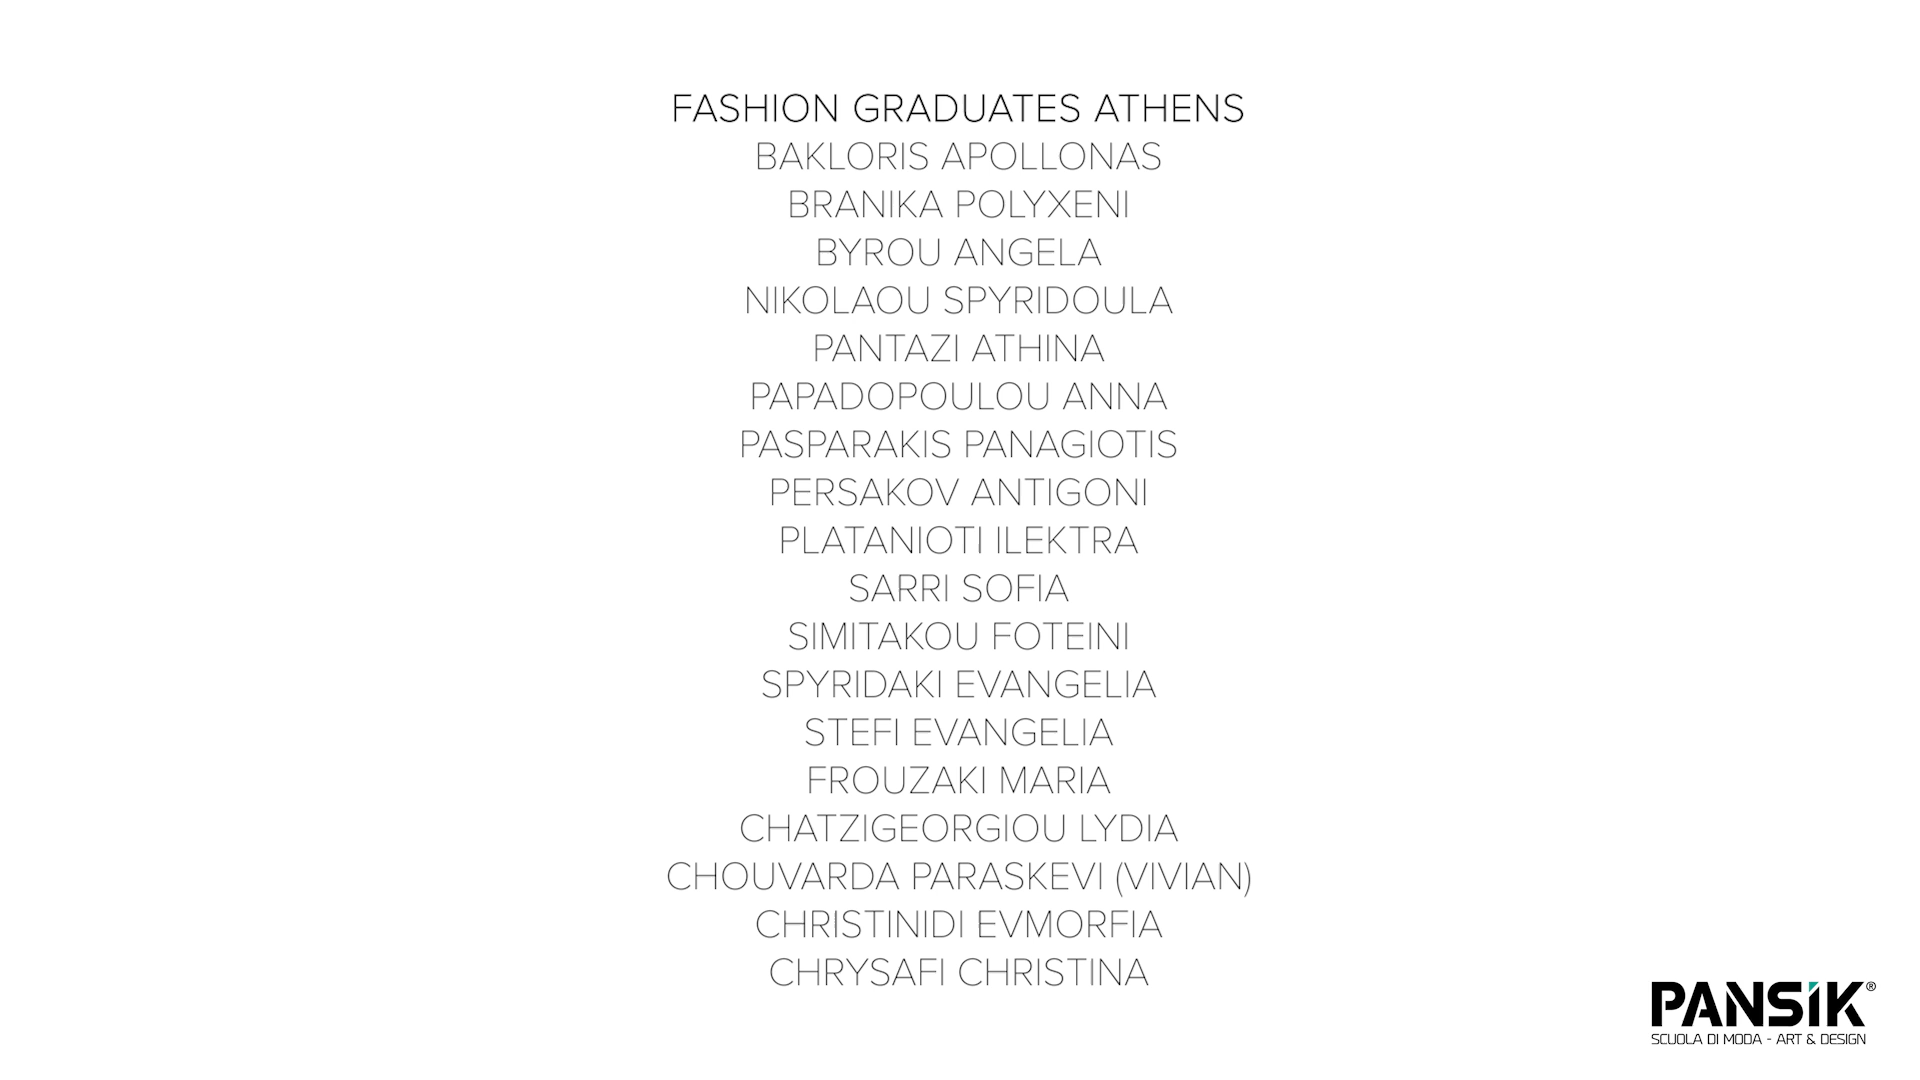 FASHION GRADUATES ATHENS
BAKLORIS APOLLONAS
BRANIKA POLYXENI
BYROU ANGELA
NIKOLAOU SPYRIDOULA
PANTAZI ATHINA
PAPADOPOULOU ANNA
PASPARAKIS PANAGIOTIS
PERSAKOV ANTIGONI
PLATANIOTI ILEKTRA
SARRI SOFIA
SIMITAKOU FOTEINI
SPYRIDAKI EVANGELIA
STEFI EVANGELIA
FROUZAKI MARIA
CHATZIGEORGIOU LYDIA
CHOUVARDA PARASKEVI (VIVIAN)
CHRISTINIDI EVMORFIA
CHRYSAFI CHRISTINA
PANSiK®
SCUOLA DI MODA - ART & DESIGN